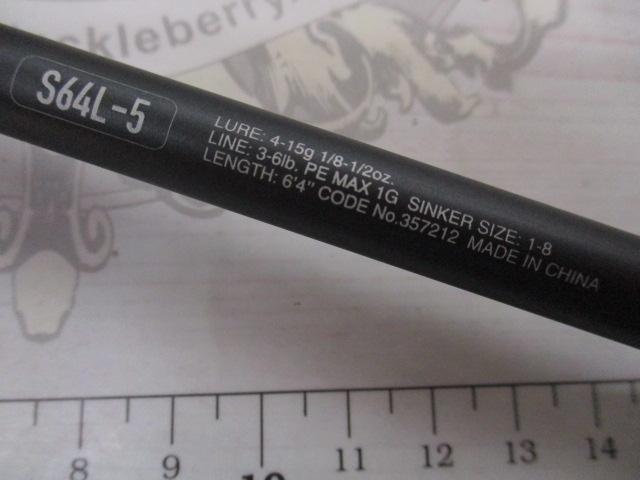 ckleberry.
S64L-5
LURE: 4-15g 1/8-1/2oz.
LINE: 3-6lb, PE MAX 1G SINKER SIZE: 1-8
LENGTH: 6'4" CODE No.357212 MADE IN CHINA
8 9 10 11 12 13 14